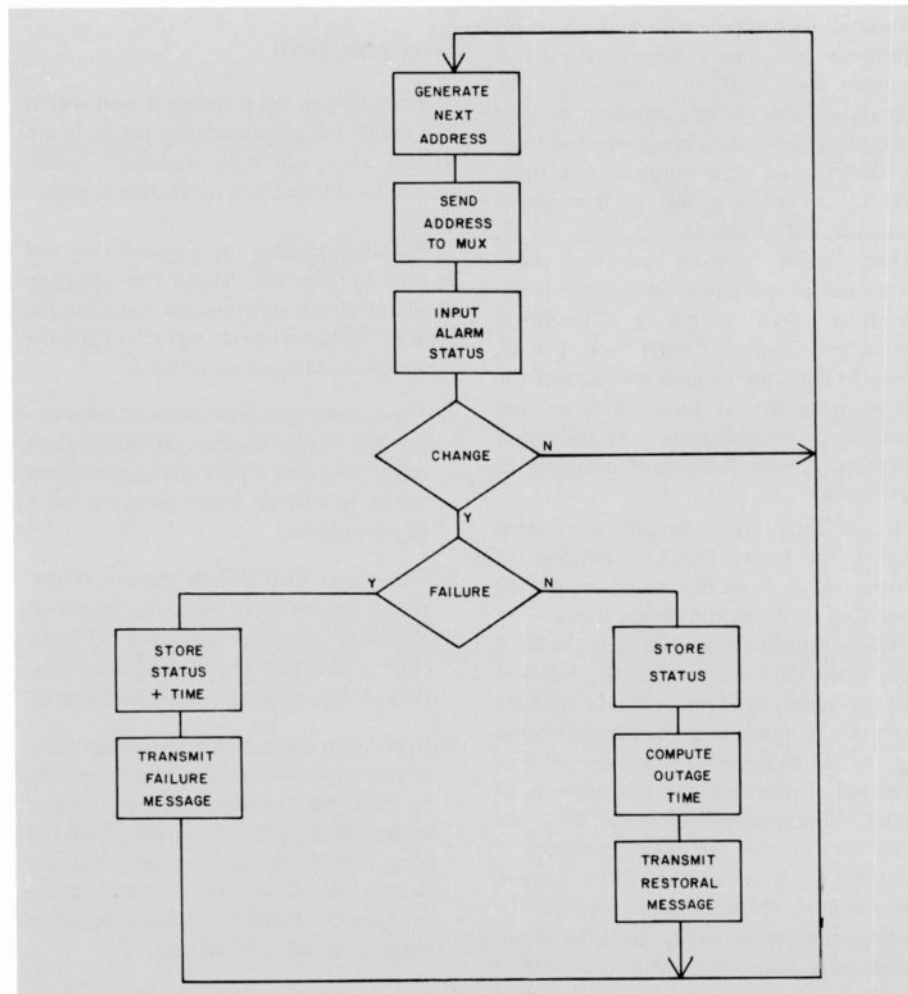 GENERATE
NEXT
ADDRESS
SEND
ADDRESS
TO MUX
INPUT
ALARM
STATUS
CHANGE
N
Y
FAILURE
Y
N
STORE
STATUS
+ TIME
STORE
STATUS
TRANSMIT
FAILURE
MESSAGE
COMPUTE
OUTAGE
TIME
TRANSMIT
RESTORAL
MESSAGE